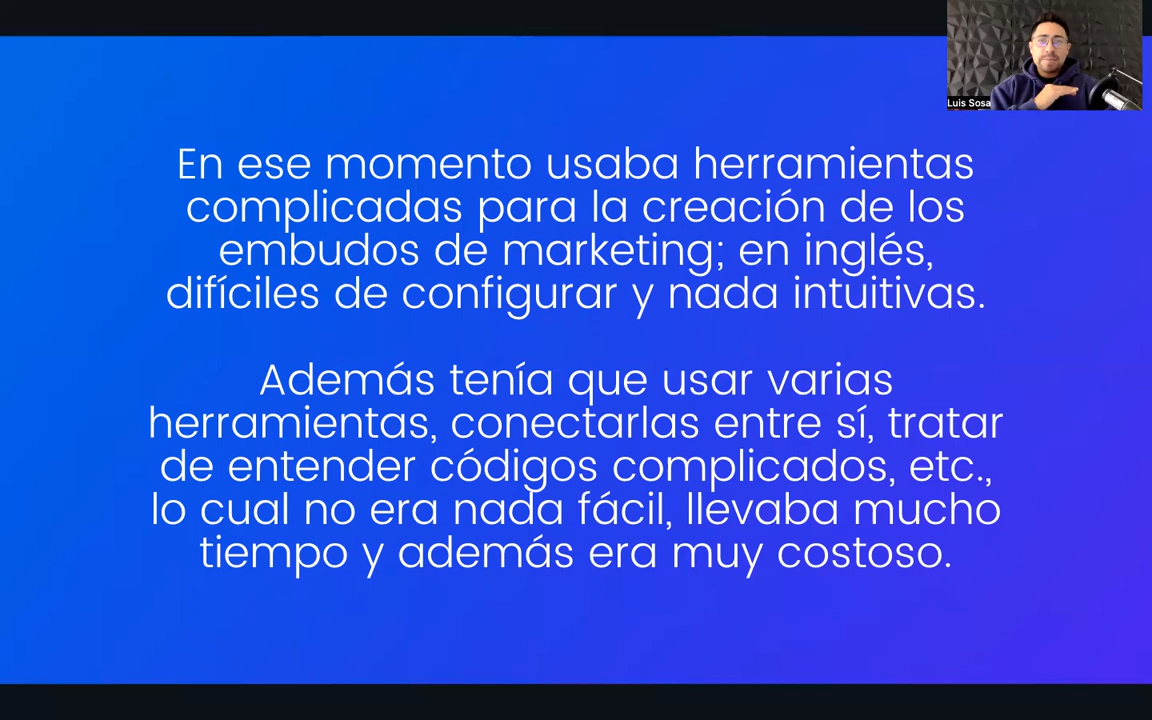 Luis Sosa
En ese momento usaba herramientas
complicadas para la creación de los
embudos de marketing; en inglés,
difíciles de configurar y nada intuitivas.
Además tenía que usar varias
herramientas, conectarlas entre sí, tratar
de entender códigos complicados, etc.,
lo cual no era nada fácil, llevaba mucho
tiempo y además era muy costoso.